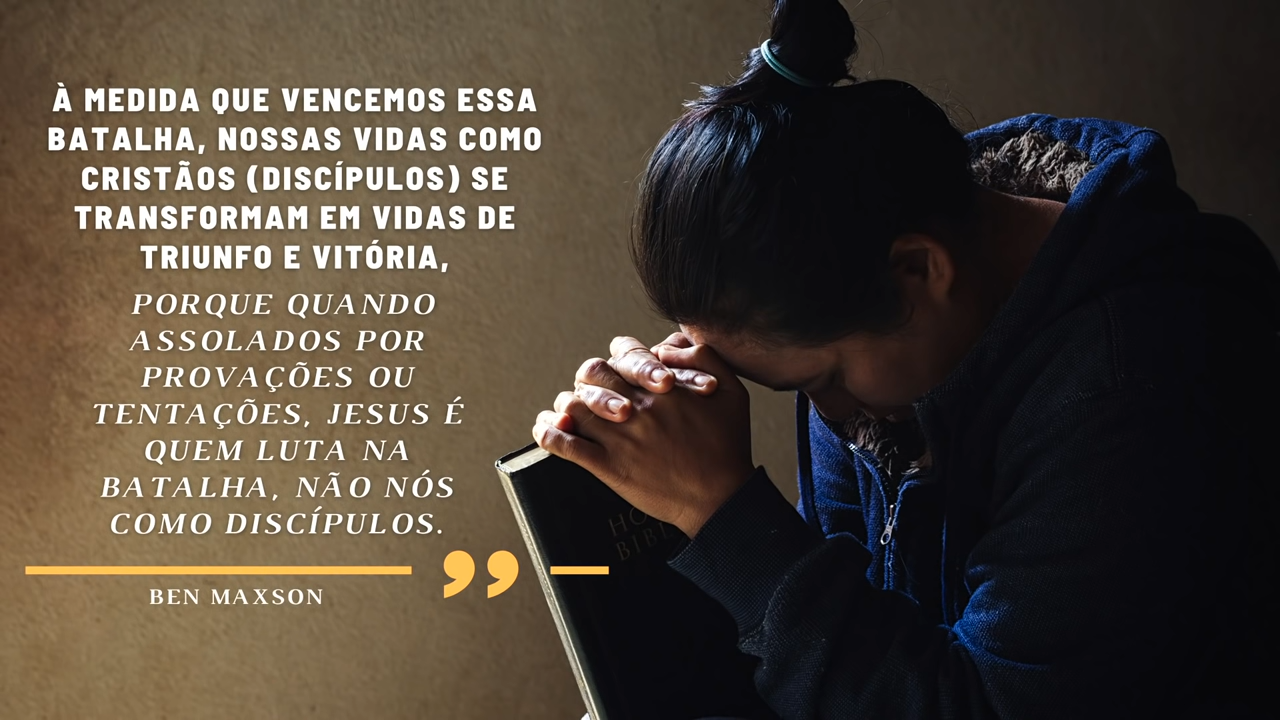 À MEDIDA QUE VENCEMOS ESSA
BATALHA, NOSSAS VIDAS COMO
CRISTÃOS (DISCÍPULOS) SE
TRANSFORMAM EM VIDAS DE
TRIUNFO E VITÓRIA,
PORQUE QUANDO
ASSOLADOS POR
PROVAÇÕES OU
TENTAÇÕES, JESUS É
QUEM LUTA NA
BATALHA, NÃO NÓS
COMO DISCÍPULOS.
”
BEN MAXSON